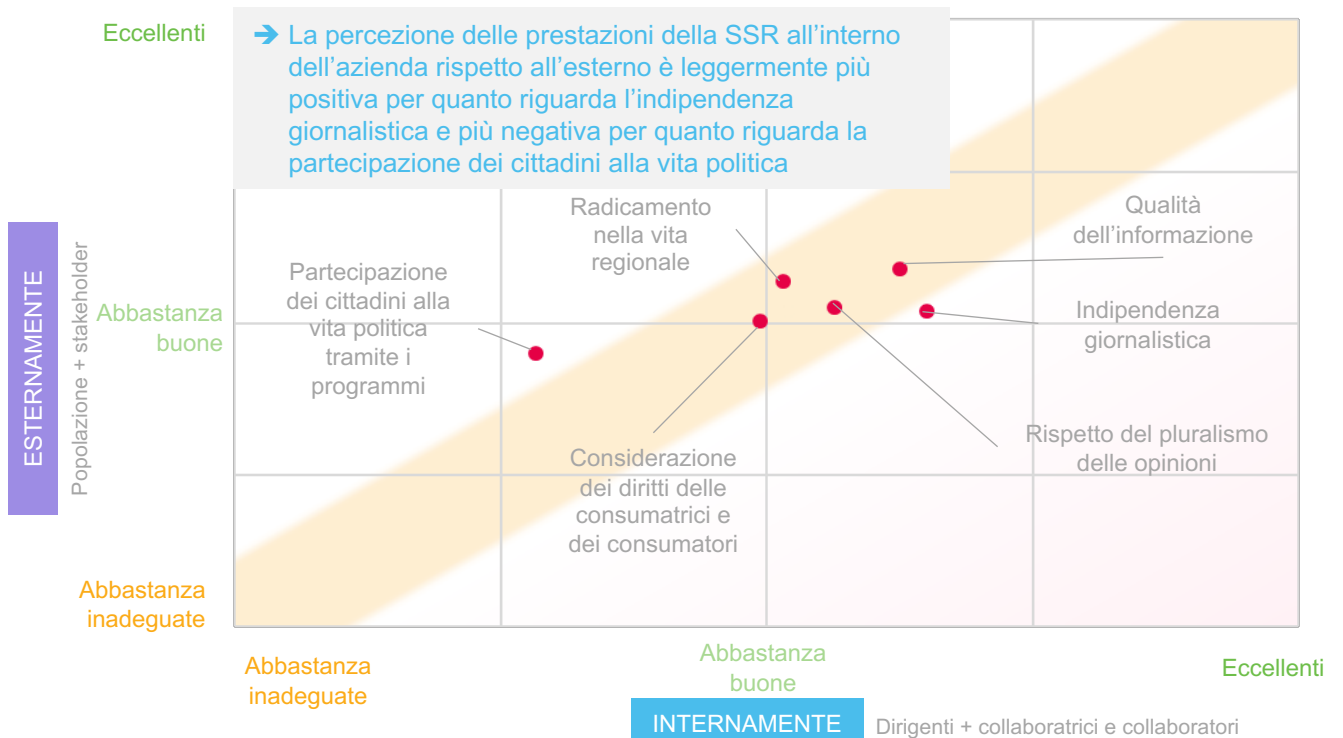 Eccellenti
➔ La percezione delle prestazioni della SSR all'interno
dell'azienda rispetto all'esterno è leggermente più
positiva per quanto riguarda l'indipendenza
giornalistica e più negativa per quanto riguarda la
partecipazione dei cittadini alla vita politica
Radicamento
nella vita
regionale
Qualità
dell'informazione
Partecipazione
dei cittadini alla
vita politica
tramite i
programmi
Indipendenza
giornalistica
ESTERNAMENTE
Popolazione + stakeholder
Abbastanza
buone
Considerazione
dei diritti delle
consumatrici e
dei consumatori
Rispetto del pluralismo
delle opinioni
Abbastanza
inadeguate
Abbastanza
inadeguate
Abbastanza
buone
Eccellenti
INTERNAMENTE
Dirigenti + collaboratrici e collaboratori